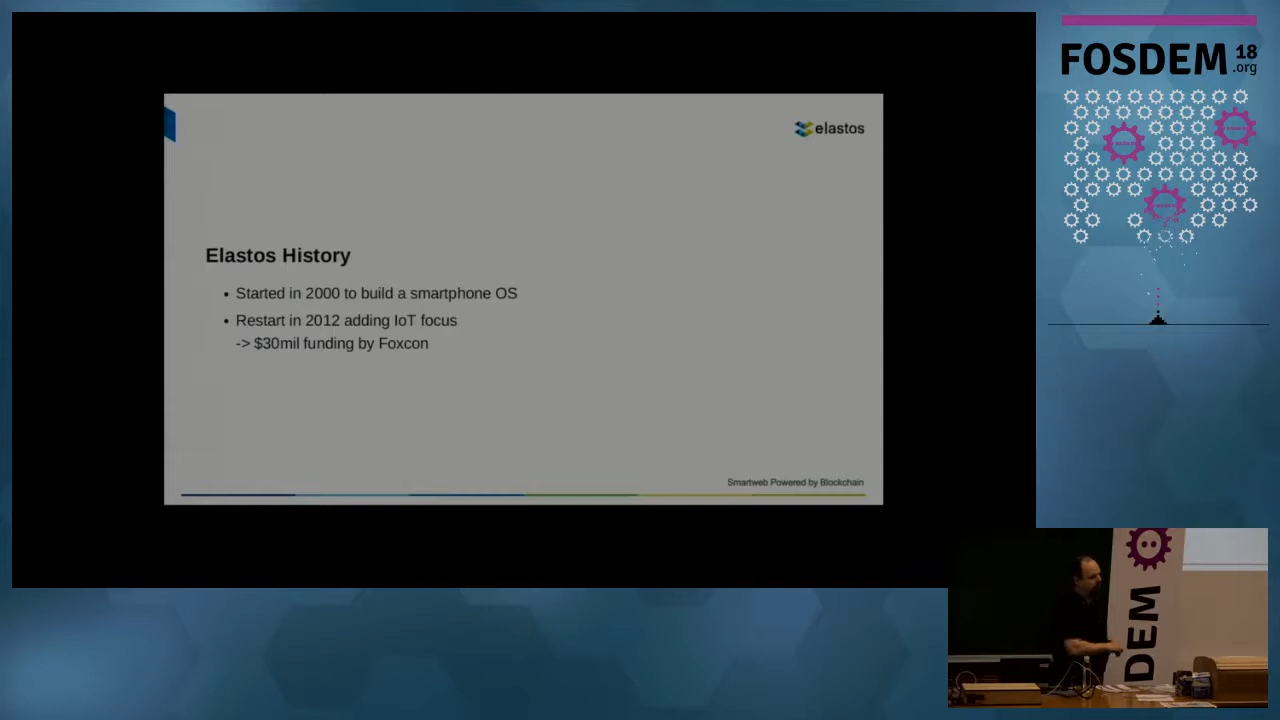 elastos
Elastos History
• Started in 2000 to build a smartphone OS
• Restart in 2012 adding IoT focus
-> $30mil funding by Foxcon
Smartweb Powered by Blockchain
FOSDEM 18
.org
DEM